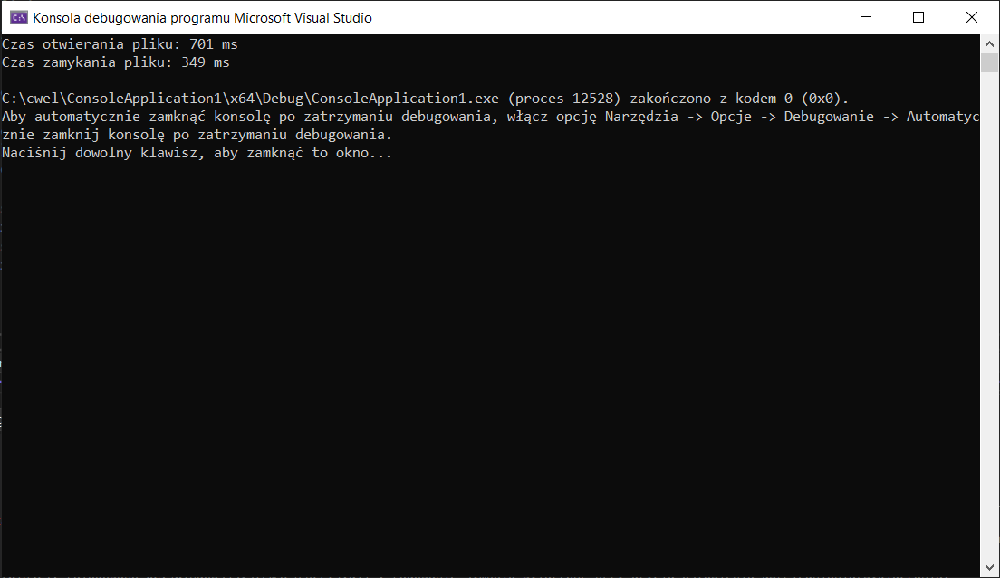 Konsola debugowania programu Microsoft Visual Studio
Czas otwierania pliku: 701 ms
Czas zamykania pliku: 349 ms
C:\cwel\ConsoleApplication1\x64\Debug\ConsoleApplication1.exe (proces 12528) zakończono z kodem 0 (0x0).
Aby automatycznie zamknąć konsolę po zatrzymaniu debugowania, włącz opcję Narzędzia -> Opcje -> Debugowanie -> Automatyc
znie zamknij konsolę po zatrzymaniu debugowania.
Naciśnij dowolny klawisz, aby zamknąć to okno...